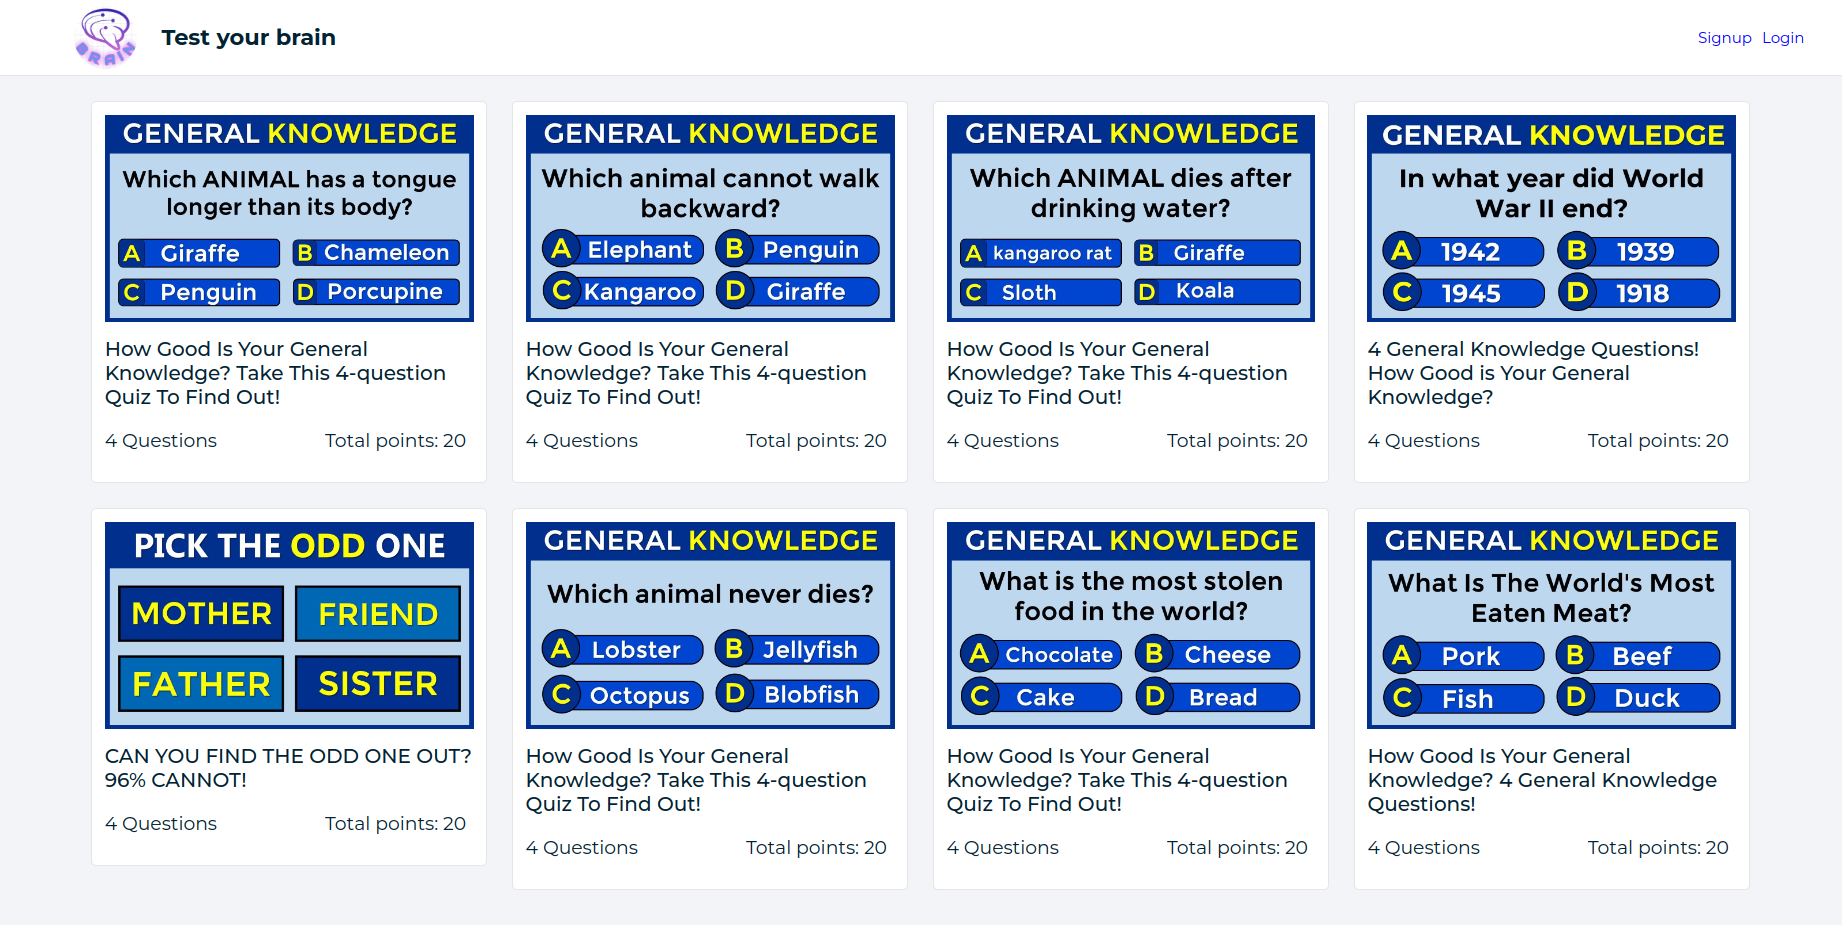 BRAIN
Test your brain
Signup Login
GENERAL KNOWLEDGE
Which ANIMAL has a tongue
longer than its body?
A Giraffe
B Chameleon
C Penguin
D Porcupine
How Good Is Your General
Knowledge? Take This 4-question
Quiz To Find Out!
4 Questions
Total points: 20
GENERAL KNOWLEDGE
Which animal cannot walk
backward?
A Elephant
B Penguin
C Kangaroo
D Giraffe
How Good Is Your General
Knowledge? Take This 4-question
Quiz To Find Out!
4 Questions
Total points: 20
GENERAL KNOWLEDGE
Which ANIMAL dies after
drinking water?
A kangaroo rat
B Giraffe
C Sloth
D Koala
How Good Is Your General
Knowledge? Take This 4-question
Quiz To Find Out!
4 Questions
Total points: 20
GENERAL KNOWLEDGE
In what year did World
War II end?
A 1942
B 1939
C 1945
D 1918
4 General Knowledge Questions!
How Good is Your General
Knowledge?
4 Questions
Total points: 20
PICK THE ODD ONE
MOTHER
FRIEND
FATHER
SISTER
CAN YOU FIND THE ODD ONE OUT?
96% CANNOT!
4 Questions
Total points: 20
GENERAL KNOWLEDGE
Which animal never dies?
A Lobster
B Jellyfish
C Octopus
D Blobfish
How Good Is Your General
Knowledge? Take This 4-question
Quiz To Find Out!
4 Questions
Total points: 20
GENERAL KNOWLEDGE
What is the most stolen
food in the world?
A Chocolate
B Cheese
C Cake
D Bread
How Good Is Your General
Knowledge? Take This 4-question
Quiz To Find Out!
4 Questions
Total points: 20
GENERAL KNOWLEDGE
What Is The World's Most
Eaten Meat?
A Pork
B Beef
C Fish
D Duck
How Good Is Your General
Knowledge? 4 General Knowledge
Questions!
4 Questions
Total points: 20